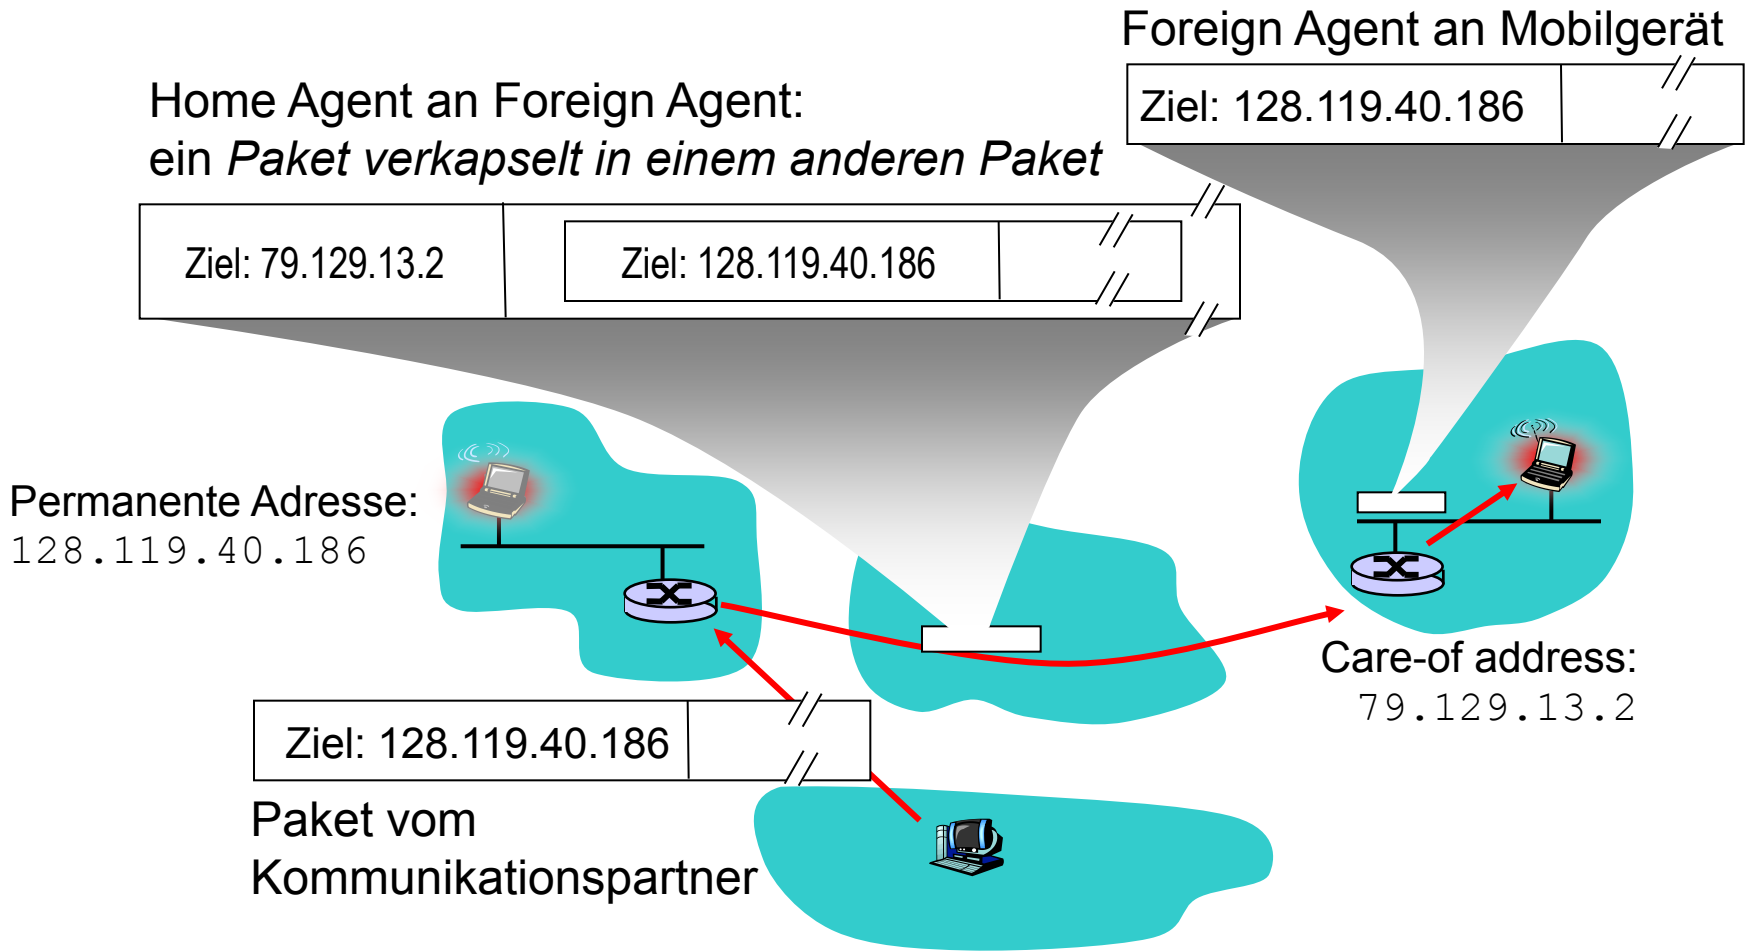 Foreign Agent an Mobilgerät
Ziel: 128.119.40.186
Home Agent an Foreign Agent:
ein Paket verkapselt in einem anderen Paket
Ziel: 79.129.13.2
Ziel: 128.119.40.186
Permanente Adresse:
128.119.40.186
Care-of address:
79.129.13.2
Ziel: 128.119.40.186
Paket vom
Kommunikationspartner